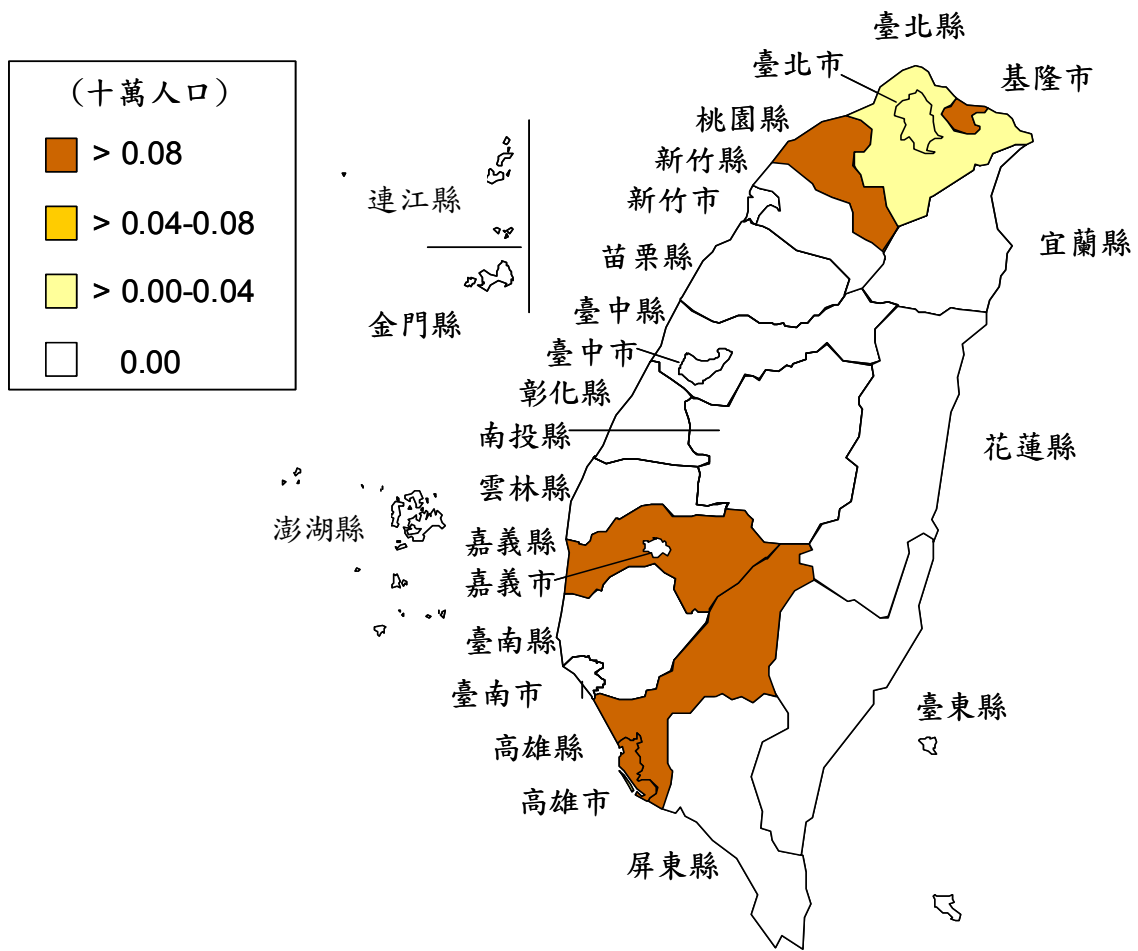 (十萬人口)
> 0.08
> 0.04-0.08
> 0.00-0.04
0.00
臺北縣
臺北市
基隆市
桃園縣
新竹縣
新竹市
連江縣
宜蘭縣
苗栗縣
金門縣
臺中縣
臺中市
彰化縣
南投縣
花蓮縣
雲林縣
澎湖縣
嘉義縣
嘉義市
臺南縣
臺南市
臺東縣
高雄縣
高雄市
屏東縣